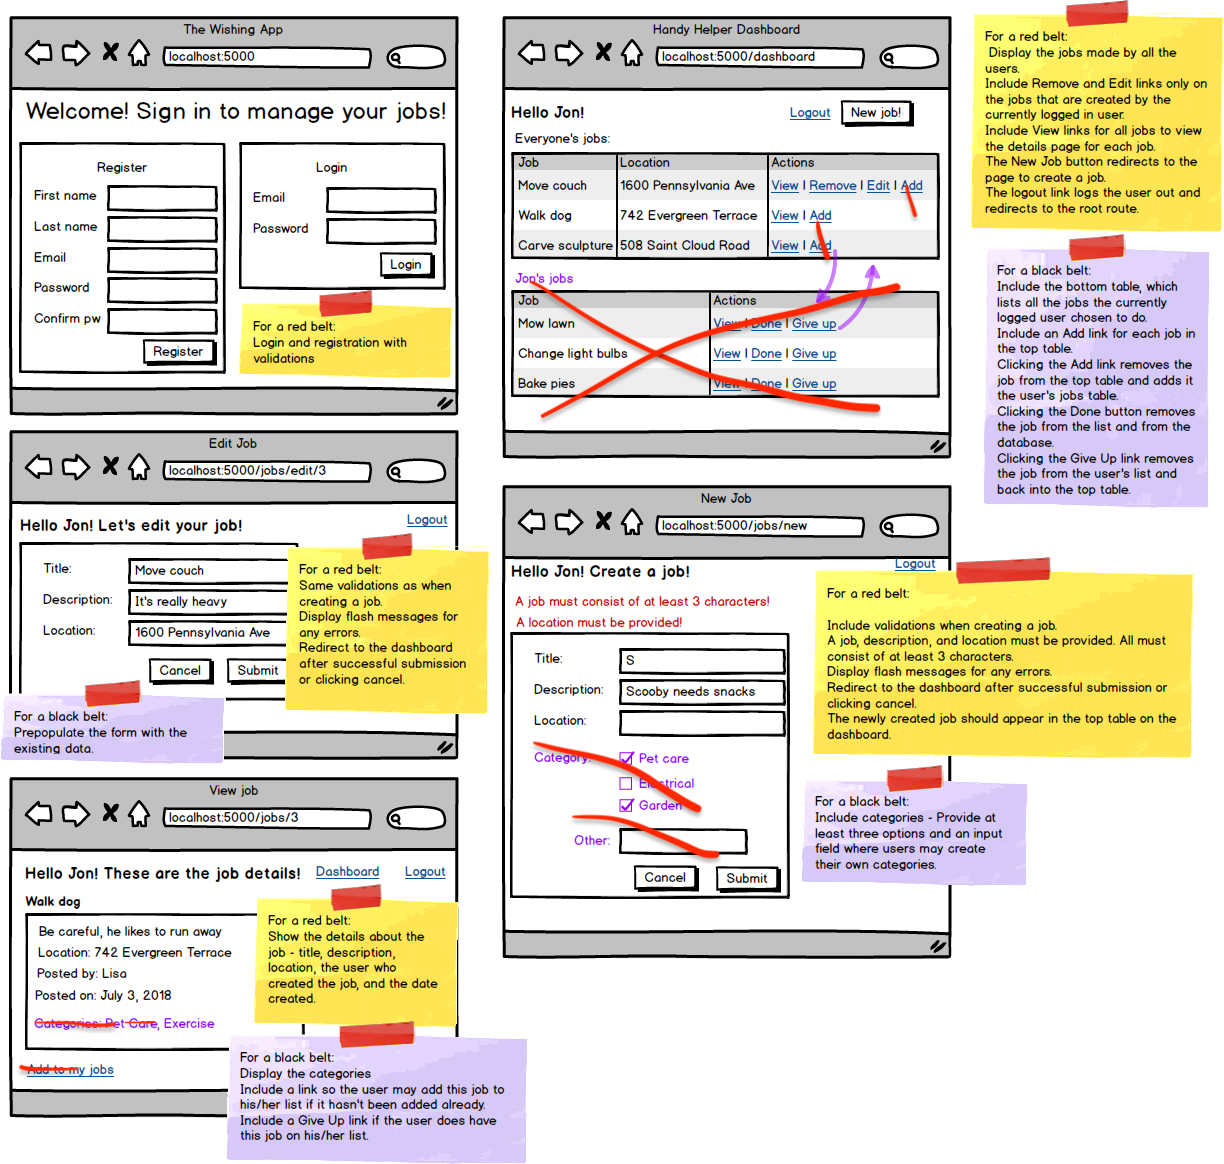 The Wishing App
localhost:5000
Welcome! Sign in to manage your jobs!
Register
First name
Last name
Email
Password
Confirm pw
Register
Login
Email
Password
Login
For a red belt:
Login and registration with
validations
Handy Helper Dashboard
localhost:5000/dashboard
Hello Jon!
Logout
New job!
Everyone's jobs:
Job Location Actions
Move couch 1600 Pennsylvania Ave View | Remove | Edit | Add
Walk dog 742 Evergreen Terrace View | Add
Carve sculpture 508 Saint Cloud Road View | Add
Jon's jobs
Job Actions
Mow lawn View | Done | Give up
Change light bulbs View | Done | Give up
Bake pies View | Done | Give up
For a red belt:
Display the jobs made by all the
users.
Include Remove and Edit links only on
the jobs that are created by the
currently logged in user.
Include View links for all jobs to view
the details page for each job.
The New Job button redirects to the
page to create a job.
The logout link logs the user out and
redirects to the root route.
For a black belt:
Include the bottom table, which
lists all the jobs the currently
logged user chosen to do.
Include an Add link for each job in
the top table.
Clicking the Add link removes the
job from the top table and adds it
the user's jobs table.
Clicking the Done button removes
the job from the list and from the
database.
Clicking the Give Up link removes
the job from the user's list and
back into the top table.
Edit Job
localhost:5000/jobs/edit/3
Hello Jon! Let's edit your job!
Logout
Title: Move couch
Description: It's really heavy
Location: 1600 Pennsylvania Ave
Cancel Submit
For a red belt:
Same validations as when
creating a job.
Display flash messages for
any errors.
Redirect to the dashboard
after successful submission
or clicking cancel.
For a black belt:
Prepopulate the form with the
existing data.
New Job
localhost:5000/jobs/new
Logout
Hello Jon! Create a job!
A job must consist of at least 3 characters!
A location must be provided!
Title: S
Description: Scooby needs snacks
Location:
Category: Pet care
Electrical
Garden
Other:
Cancel Submit
For a red belt:
Include validations when creating a job.
A job, description, and location must be provided. All must
consist of at least 3 characters.
Display flash messages for any errors.
Redirect to the dashboard after successful submission or
clicking cancel.
The newly created job should appear in the top table on the
dashboard.
For a black belt:
Include categories - Provide at
least three options and an input
field where users may create
their own categories.
View job
localhost:5000/jobs/3
Hello Jon! These are the job details!
Dashboard
Logout
Walk dog
Be careful, he likes to run away
Location: 742 Evergreen Terrace
Posted by: Lisa
Posted on: July 3, 2018
Categories: Pet Care, Exercise
Add to my jobs
For a red belt:
Show the details about the
job - title, description,
location, the user who
created the job, and the date
created.
For a black belt:
Display the categories
Include a link so the user may add this job to
his/her list if it hasn't been added already.
Include a Give Up link if the user does have
this job on his/her list.